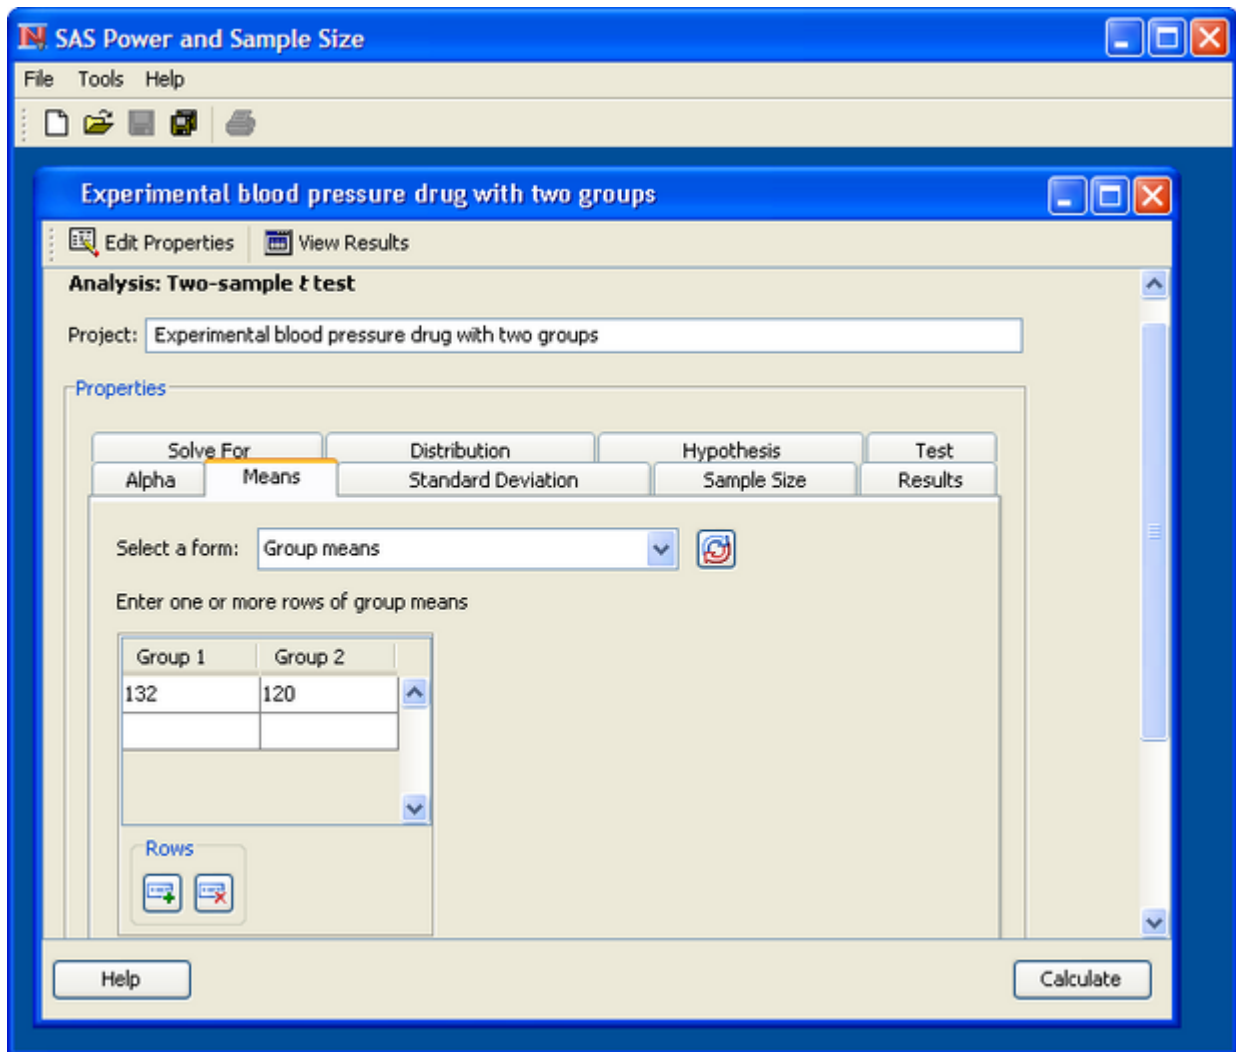 SAS Power and Sample Size
File Tools Help
Experimental blood pressure drug with two groups
Edit Properties View Results
Analysis: Two-sample t test
Project: Experimental blood pressure drug with two groups
Properties
Solve For Distribution Hypothesis Test
Alpha Means Standard Deviation Sample Size Results
Select a form: Group means
Enter one or more rows of group means
Group 1 Group 2
132 120
Rows
Help Calculate